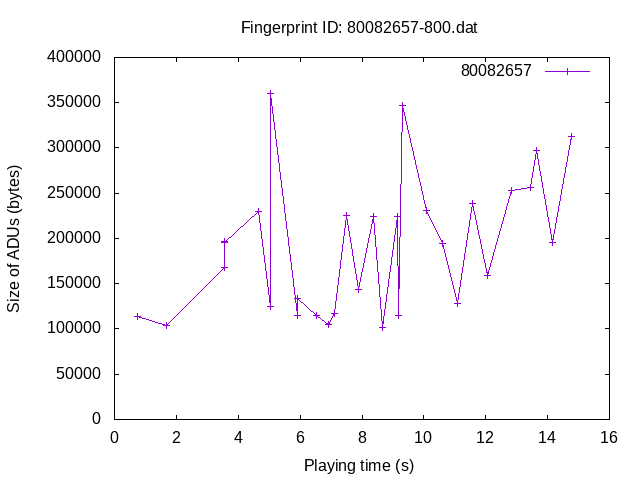 Fingerprint ID: 80082657-800.dat
400000
350000
300000
250000
200000
150000
100000
50000
0
Size of ADUs (bytes)
80082657
0 2 4 6 8 10 12 14 16
Playing time (s)